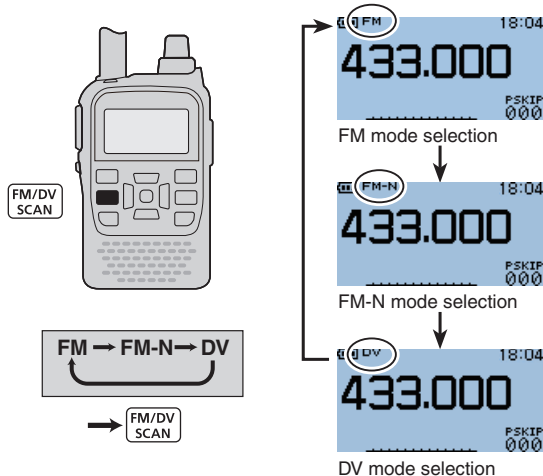 FM/DV
SCAN
FM → FM-N → DV
→ FM/DV
SCAN
FM 18:04
433.000
PSKIP
000
FM mode selection
FM-N 18:04
433.000
PSKIP
000
FM-N mode selection
DV 18:04
433.000
PSKIP
000
DV mode selection